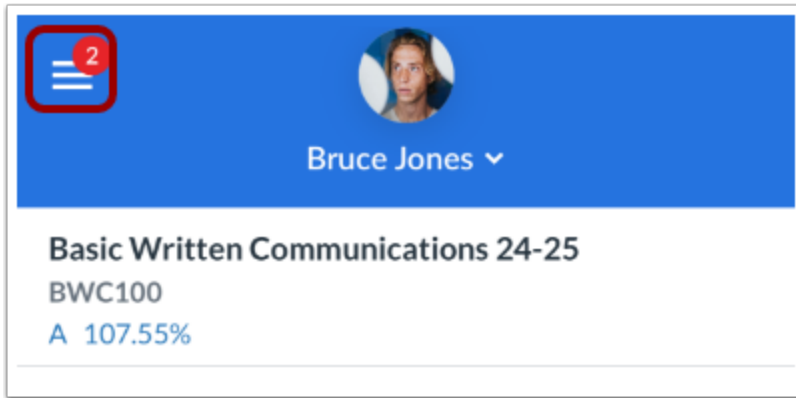 2
Bruce Jones
Basic Written Communications 24-25
BWC100
A 107.55%